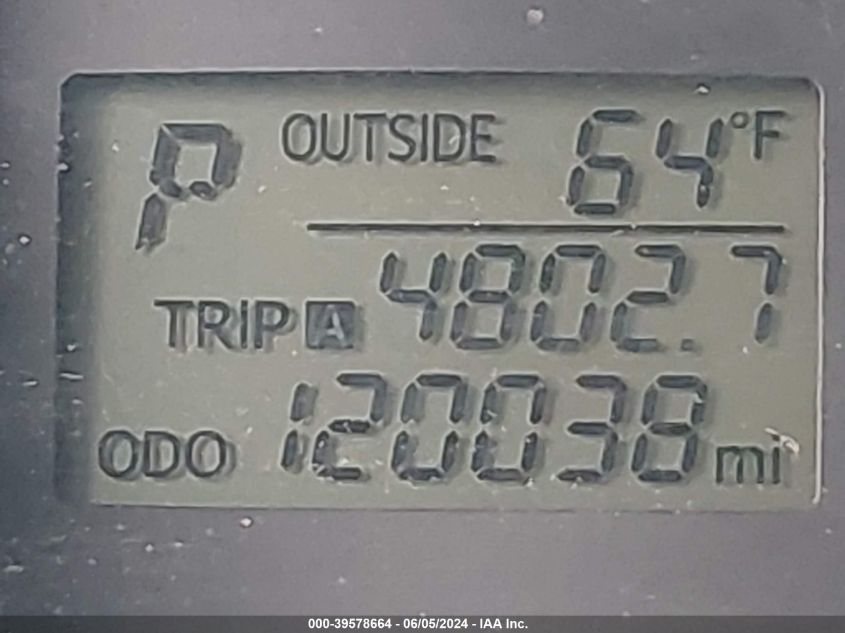 P OUTSIDE 64°F
TRIP A 4802.7
ODO 120038 mi
000-39578664 - 06/05/2024 - IAA Inc.